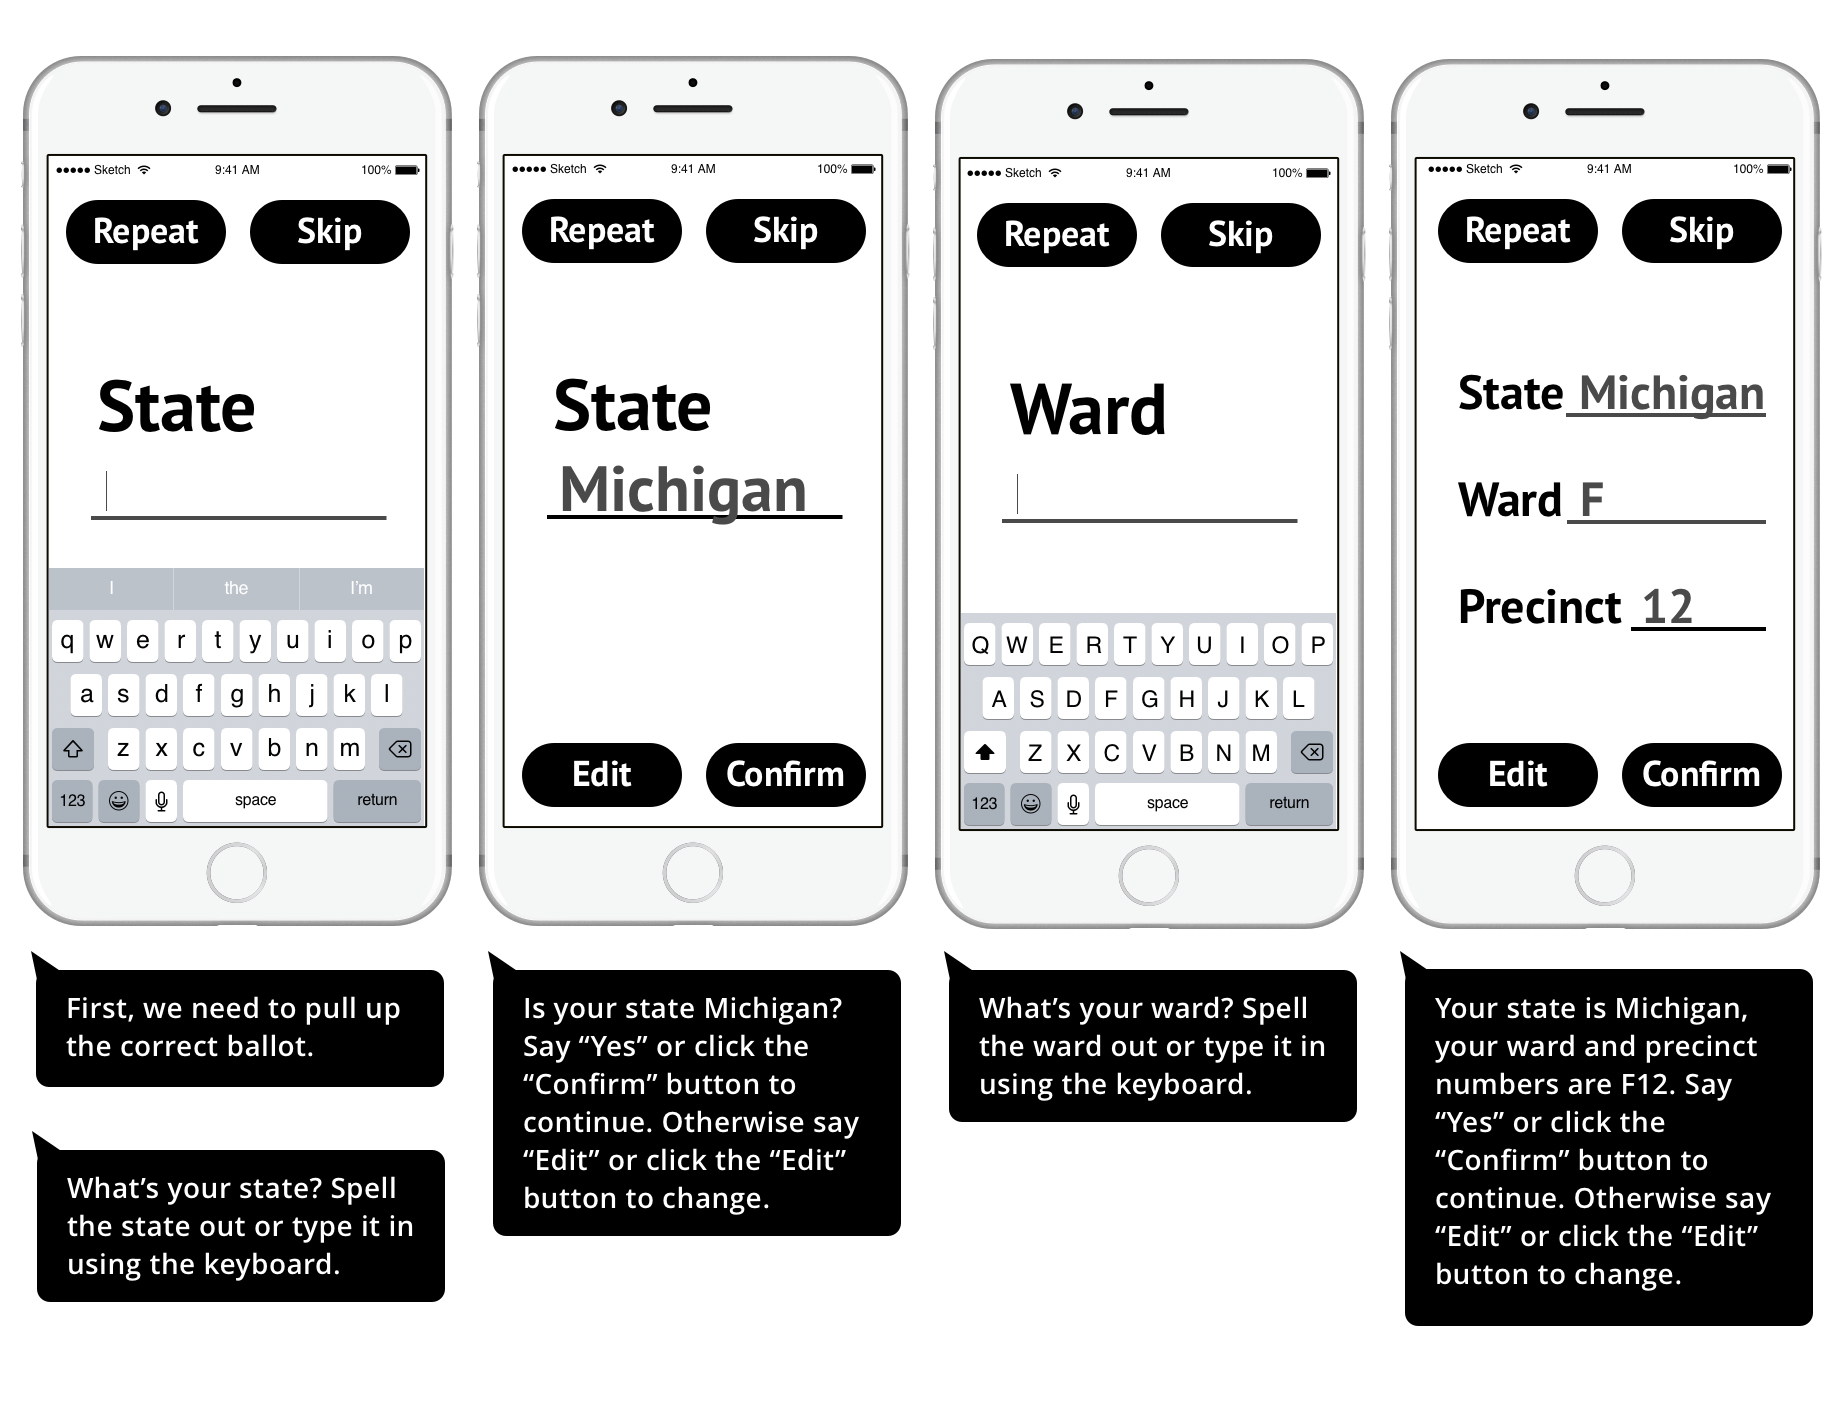 ●●●●● Sketch 9:41 AM 100%
Repeat Skip
State
I the I'm
q w e r t y u i o p
a s d f g h j k l
z x c v b n m
123 space return
First, we need to pull up
the correct ballot.
What’s your state? Spell
the state out or type it in
using the keyboard.
●●●●● Sketch 9:41 AM 100%
Repeat Skip
State
Michigan
Edit Confirm
Is your state Michigan?
Say “Yes” or click the
“Confirm” button to
continue. Otherwise say
“Edit” or click the “Edit”
button to change.
●●●●● Sketch 9:41 AM 100%
Repeat Skip
Ward
Q W E R T Y U I O P
A S D F G H J K L
Z X C V B N M
123 space return
What’s your ward? Spell
the ward out or type it in
using the keyboard.
●●●●● Sketch 9:41 AM 100%
Repeat Skip
State Michigan
Ward F
Precinct 12
Edit Confirm
Your state is Michigan,
your ward and precinct
numbers are F12. Say
“Yes” or click the
“Confirm” button to
continue. Otherwise say
“Edit” or click the “Edit”
button to change.